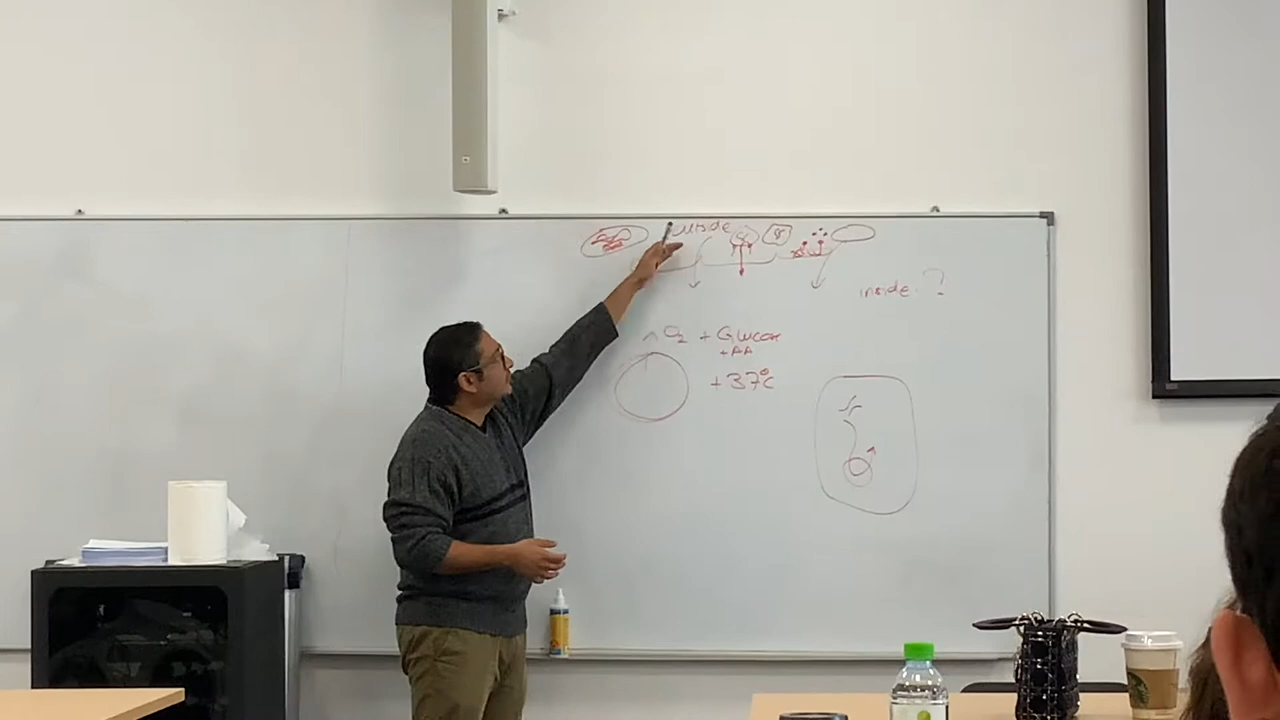 outside
inside ?
O2 + Glucose
+ AA
+ 37°C